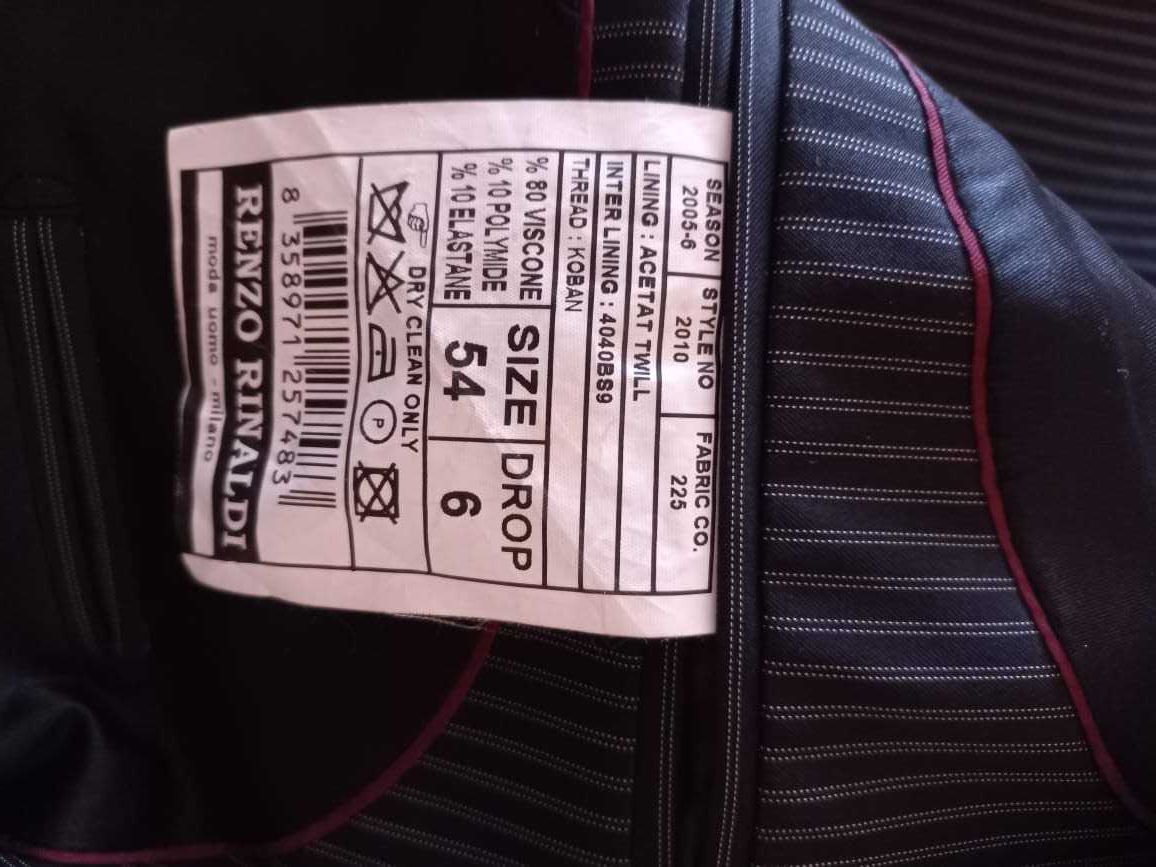 SEASON STYLE NO FABRIC CO.
2005-6 2010 225
LINING : ACETAT TWILL
INTER LINING : 4040BS9
THREAD : KOBAN
% 80 VISCONE SIZE DROP
% 10 POLYMIDE 54 6
% 10 ELASTANE
DRY CLEAN ONLY
P
8 358971 257483
RENZO RINALDI
moda uomo - milano